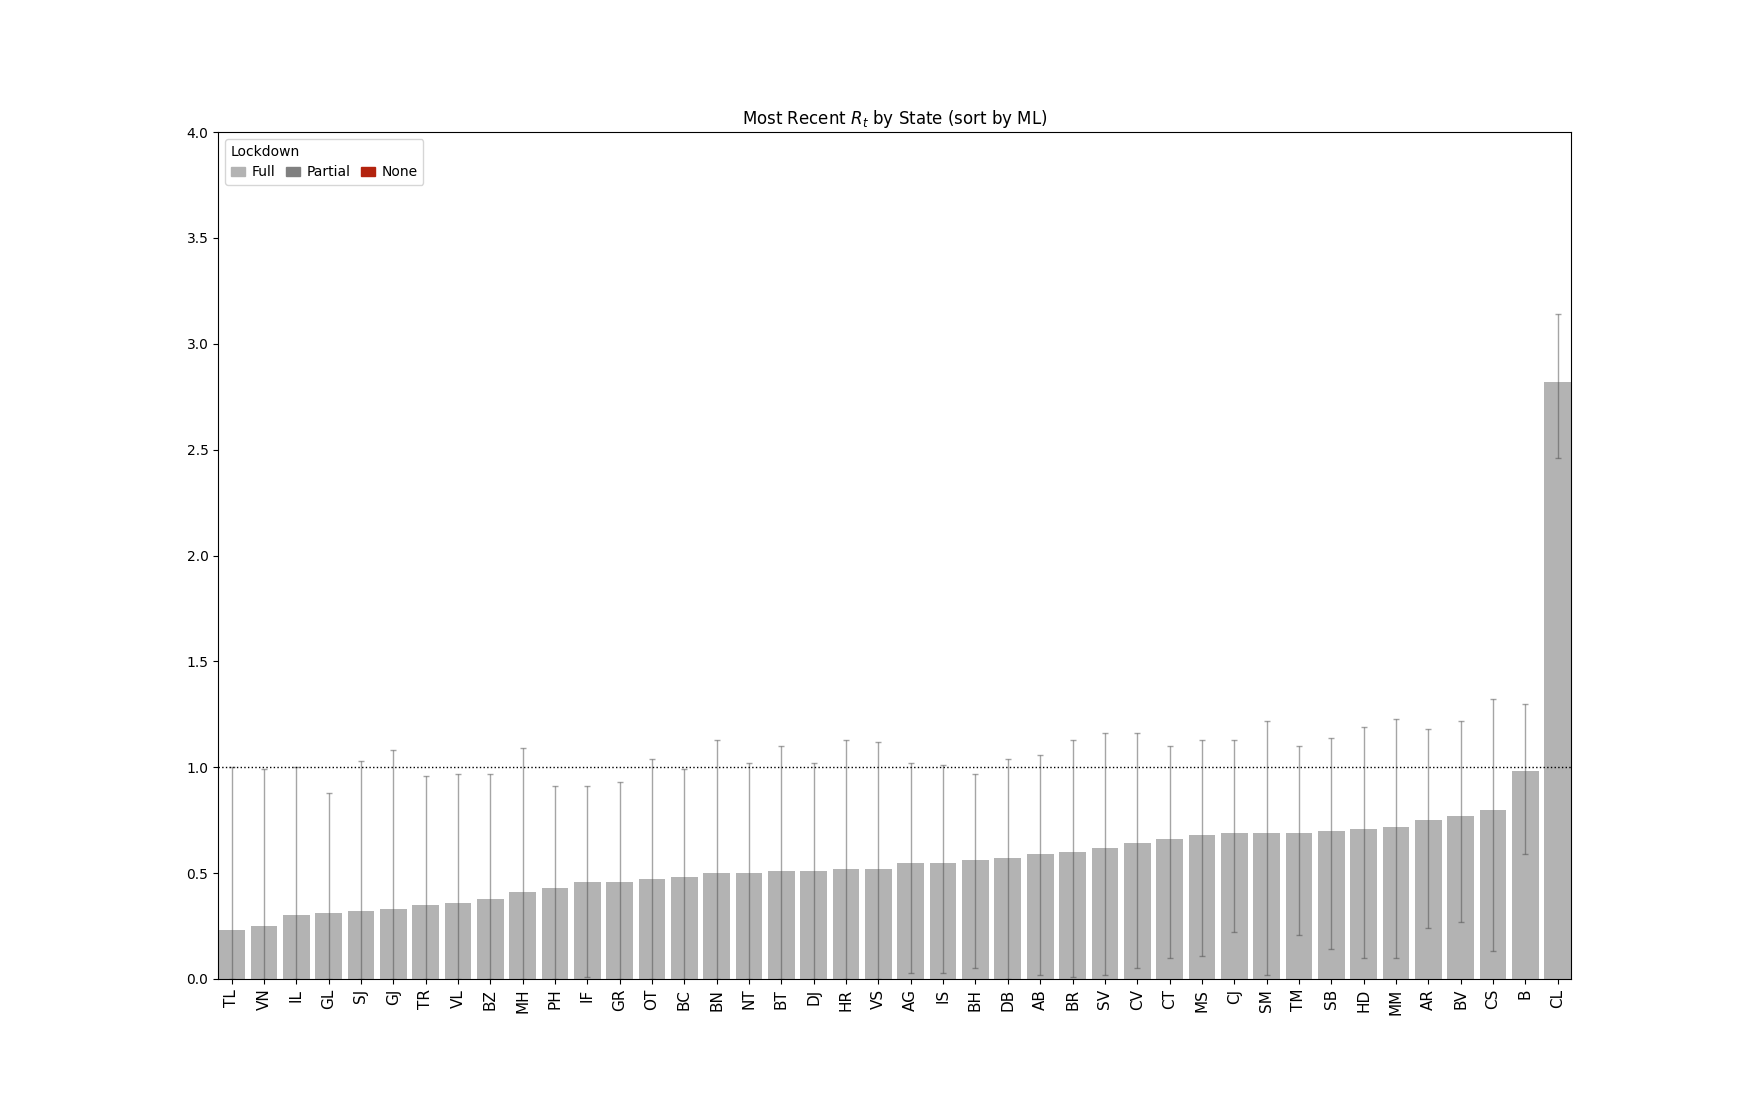 Most Recent Rt by State (sort by ML)
4.0
Lockdown
Full Partial None
3.5
3.0
2.5
2.0
1.5
1.0
0.5
0.0
TL VN IL GL SJ GJ TR VL BZ MH PH IF GR OT BC BN NT BT DJ HR VS AG IS BH DB AB BR SV CV CT MS CJ SM TM SB HD MM AR BV CS B CL